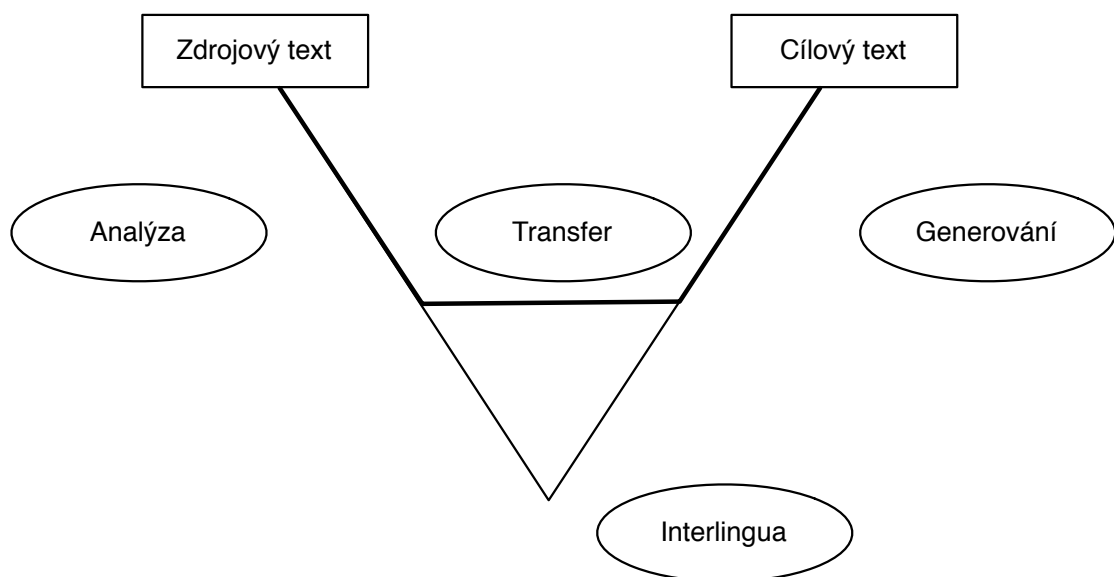 Zdrojový text
Cílový text
Analýza
Transfer
Generování
Interlingua